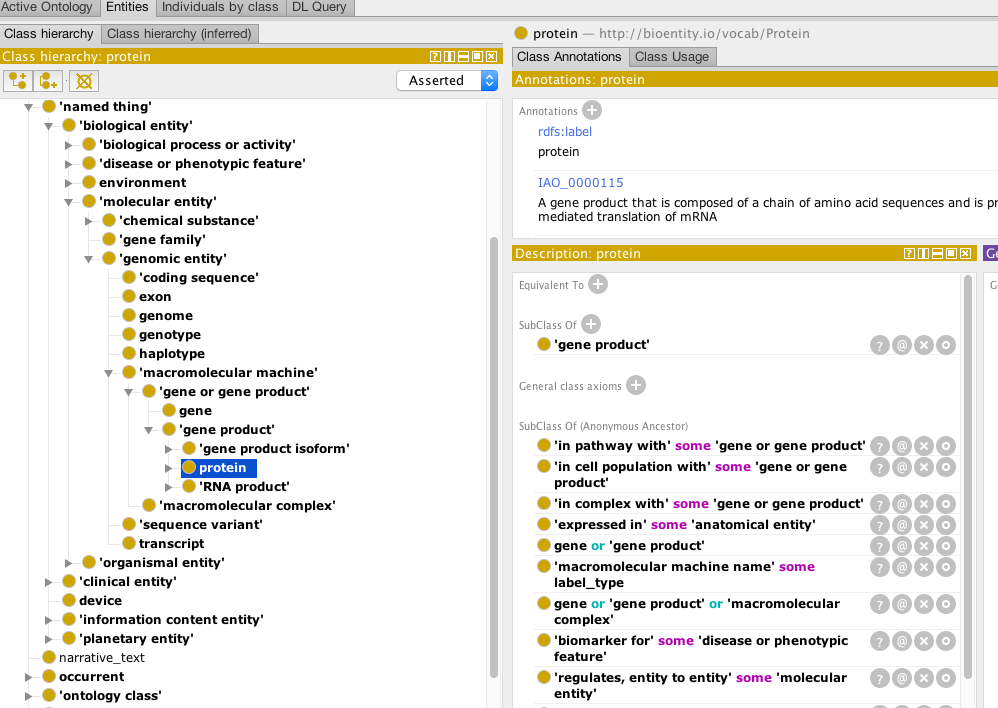 Active Ontology Entities Individuals by class DL Query
Class hierarchy Class hierarchy (inferred)
Class hierarchy: protein
Asserted
'named thing'
'biological entity'
'biological process or activity'
'disease or phenotypic feature'
environment
'molecular entity'
'chemical substance'
'gene family'
'genomic entity'
'coding sequence'
exon
genome
genotype
haplotype
'macromolecular machine'
'gene or gene product'
gene
'gene product'
'gene product isoform'
protein
'RNA product'
'macromolecular complex'
'sequence variant'
transcript
'organismal entity'
'clinical entity'
device
'information content entity'
'planetary entity'
narrative_text
occurrent
'ontology class'
protein — http://bioentity.io/vocab/Protein
Class Annotations Class Usage
Annotations: protein
Annotations
rdfs:label
protein
IAO_0000115
A gene product that is composed of a chain of amino acid sequences and is pr
mediated translation of mRNA
Description: protein
Equivalent To
SubClass Of
'gene product'
General class axioms
SubClass Of (Anonymous Ancestor)
'in pathway with' some 'gene or gene product'
'in cell population with' some 'gene or gene
product'
'in complex with' some 'gene or gene product'
'expressed in' some 'anatomical entity'
gene or 'gene product'
'macromolecular machine name' some
label_type
gene or 'gene product' or 'macromolecular
complex'
'biomarker for' some 'disease or phenotypic
feature'
'regulates, entity to entity' some 'molecular
entity'